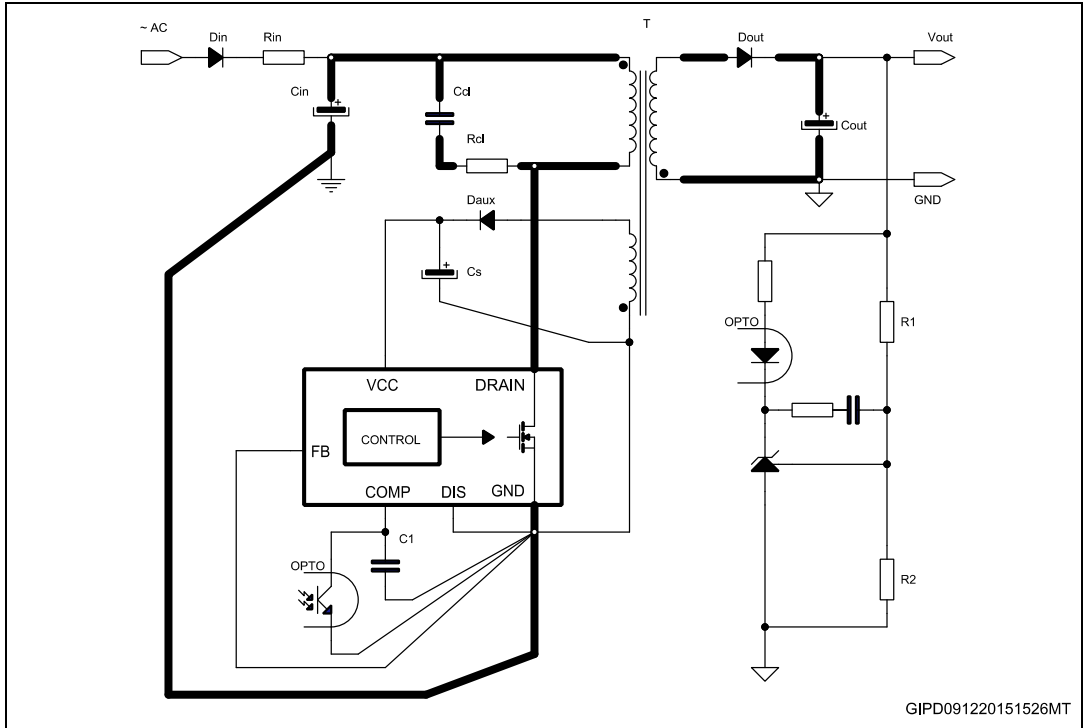 ~ AC
Din
Rin
T
Dout
Vout
Cin
+
Ccl
+
Cout
Rcl
GND
Daux
+
Cs
OPTO
R1
VCC
DRAIN
CONTROL
FB
COMP
DIS
GND
C1
OPTO
R2
GIPD091220151526MT